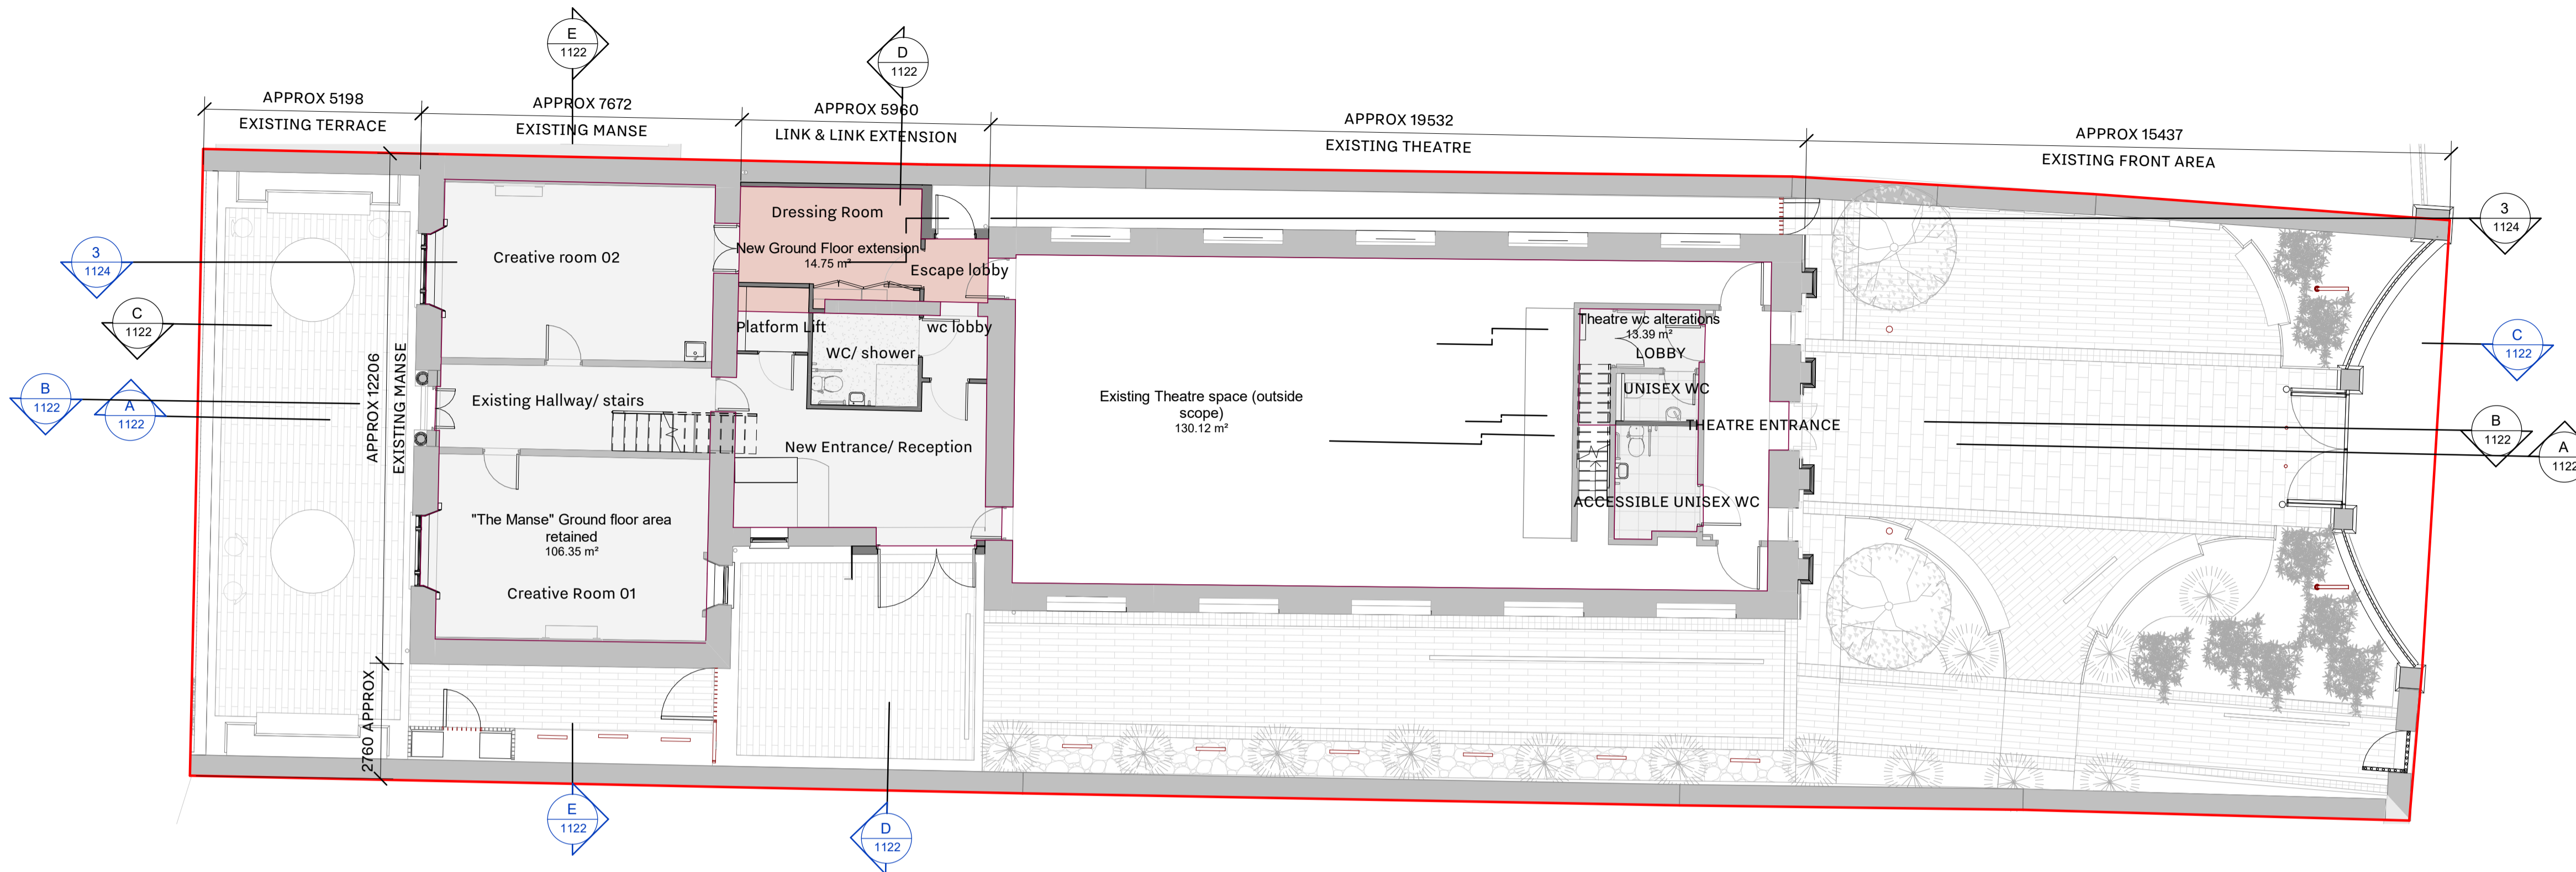 E
1122
D
1122
APPROX 5198
EXISTING TERRACE
APPROX 7672
EXISTING MANSE
APPROX 5960
LINK & LINK EXTENSION
APPROX 19532
EXISTING THEATRE
APPROX 15437
EXISTING FRONT AREA
3
1124
C
1122
B
1122
A
1122
APPROX 12206
EXISTING MANSE
2760 APPROX
Creative room 02
Dressing Room
New Ground Floor extension
14.75 m²
Escape lobby
Platform Lift
wc lobby
WC/ shower
Existing Hallway/ stairs
New Entrance/ Reception
"The Manse" Ground floor area
retained
106.35 m²
Creative Room 01
Existing Theatre space (outside
scope)
130.12 m²
Theatre wc alterations
13.39 m²
LOBBY
UNISEX WC
THEATRE ENTRANCE
ACCESSIBLE UNISEX WC
3
1124
C
1122
B
1122
A
1122
E
1122
D
1122